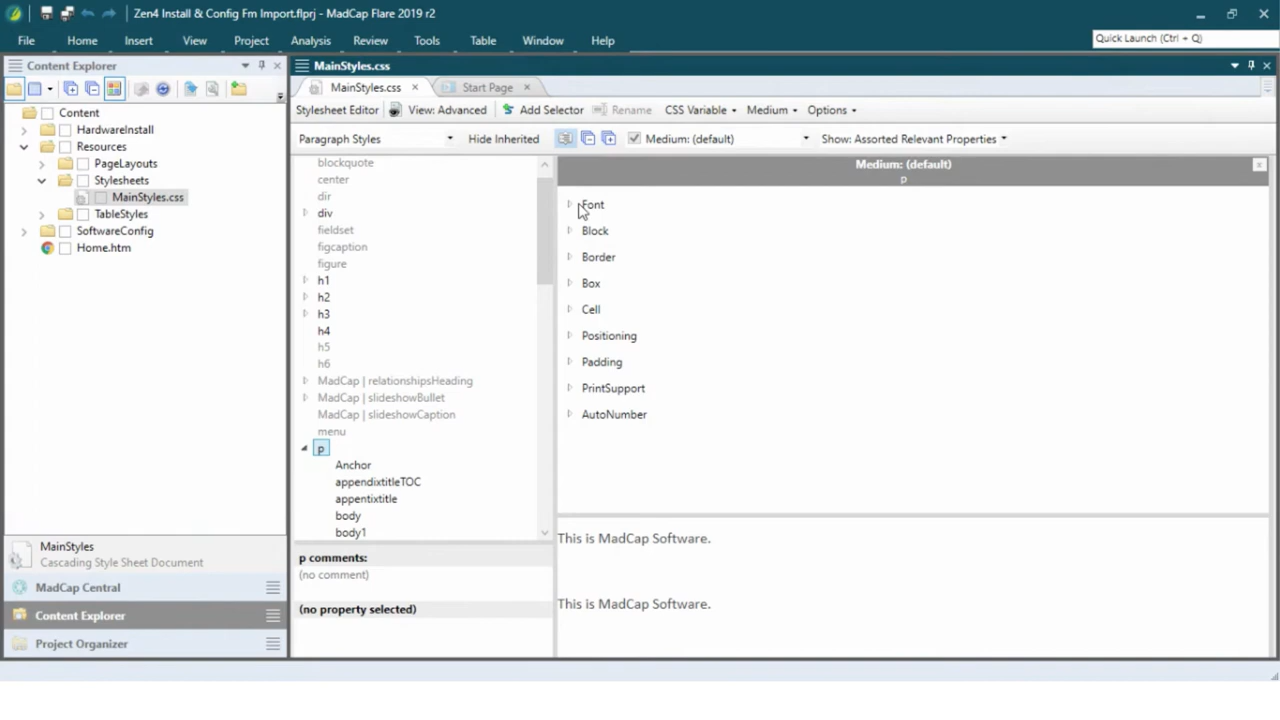 Zen4 Install & Config Fm Import.flprj - MadCap Flare 2019 r2
File Home Insert View Project Analysis Review Tools Table Window Help
Quick Launch (Ctrl + Q)
Content Explorer
Content
HardwareInstall
Resources
PageLayouts
Stylesheets
MainStyles.css
TableStyles
SoftwareConfig
Home.htm
MainStyles
Cascading Style Sheet Document
MadCap Central
Content Explorer
Project Organizer
MainStyles.css
MainStyles.css Start Page
Stylesheet Editor View: Advanced Add Selector Rename CSS Variable Medium Options
Paragraph Styles Hide Inherited Medium: (default) Show: Assorted Relevant Properties
blockquote
center
dir
div
fieldset
figcaption
figure
h1
h2
h3
h4
h5
h6
MadCap | relationshipsHeading
MadCap | slideshowBullet
MadCap | slideshowCaption
menu
p
Anchor
appendixtitleTOC
appentixtitle
body
body1
p comments:
(no comment)
(no property selected)
Medium: (default)
p
Font
Block
Border
Box
Cell
Positioning
Padding
PrintSupport
AutoNumber
This is MadCap Software.
This is MadCap Software.